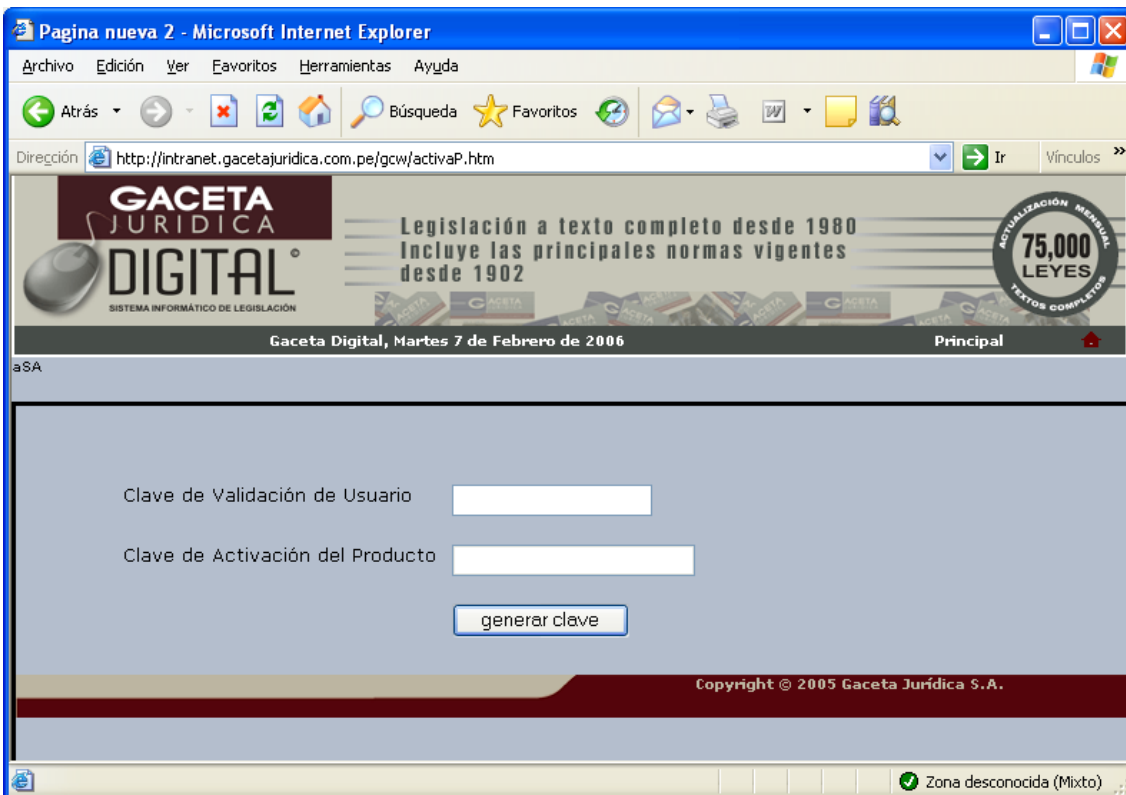 Pagina nueva 2 - Microsoft Internet Explorer
Archivo Edición Ver Favoritos Herramientas Ayuda
Atrás Búsqueda Favoritos
Dirección http://intranet.gacetajuridica.com.pe/gcw/activaP.htm Ir Vínculos »
GACETA
JURIDICA
DIGITAL
SISTEMA INFORMÁTICO DE LEGISLACIÓN
Legislación a texto completo desde 1980
Incluye las principales normas vigentes
desde 1902
ACTUALIZACIÓN MENSUAL
75,000
LEYES
TEXTOS COMPLETOS
Gaceta Digital, Martes 7 de Febrero de 2006 Principal
aSA
Clave de Validación de Usuario
Clave de Activación del Producto
generar clave
Copyright © 2005 Gaceta Jurídica S.A.
Zona desconocida (Mixto)